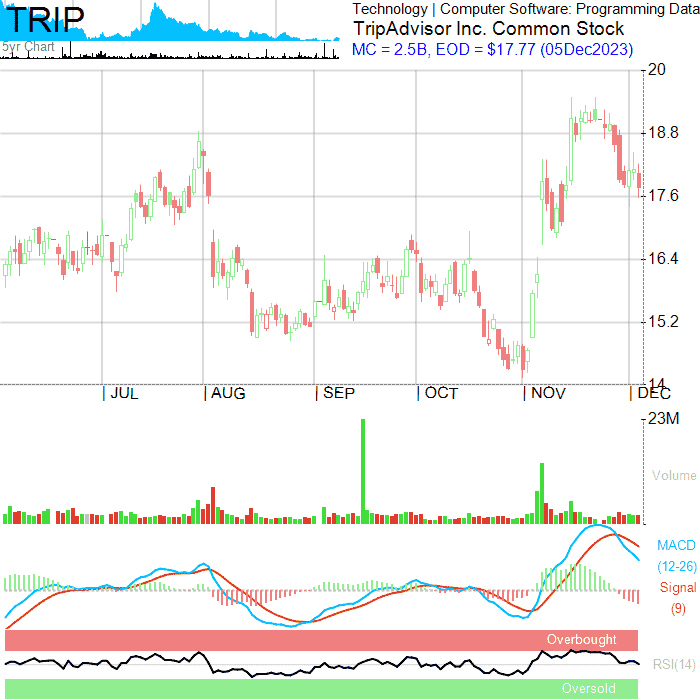 TRIP
5yr Chart
Technology | Computer Software: Programming Data
TripAdvisor Inc. Common Stock
MC = 2.5B, EOD = $17.77 (05Dec2023)
20
18.8
17.6
16.4
15.2
14
| JUL | AUG | SEP | OCT | NOV | DEC
23M
Volume
MACD
(12-26)
Signal
(9)
Overbought
RSI(14)
Oversold